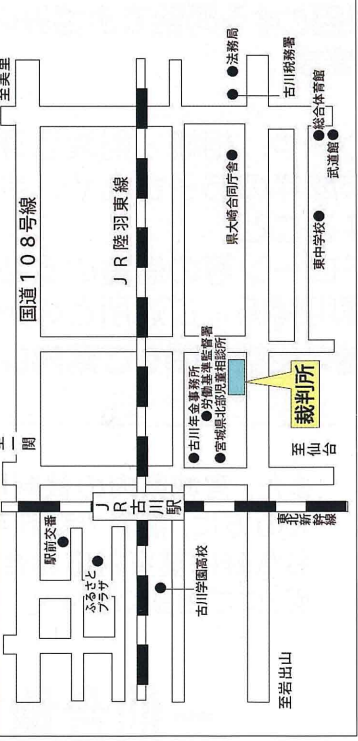 至美里
国道108号線
至一関
JR陸羽東線
JR古川駅
駅前交番
ふるさと
プラザ
古川学園高校
至岩出山
東北新幹線
至仙台
裁判所
古川年金事務所
労働基準監督署
宮城県北部児童相談所
県大崎合同庁舎
東中学校
総合体育館
武道館
法務局
古川税務署